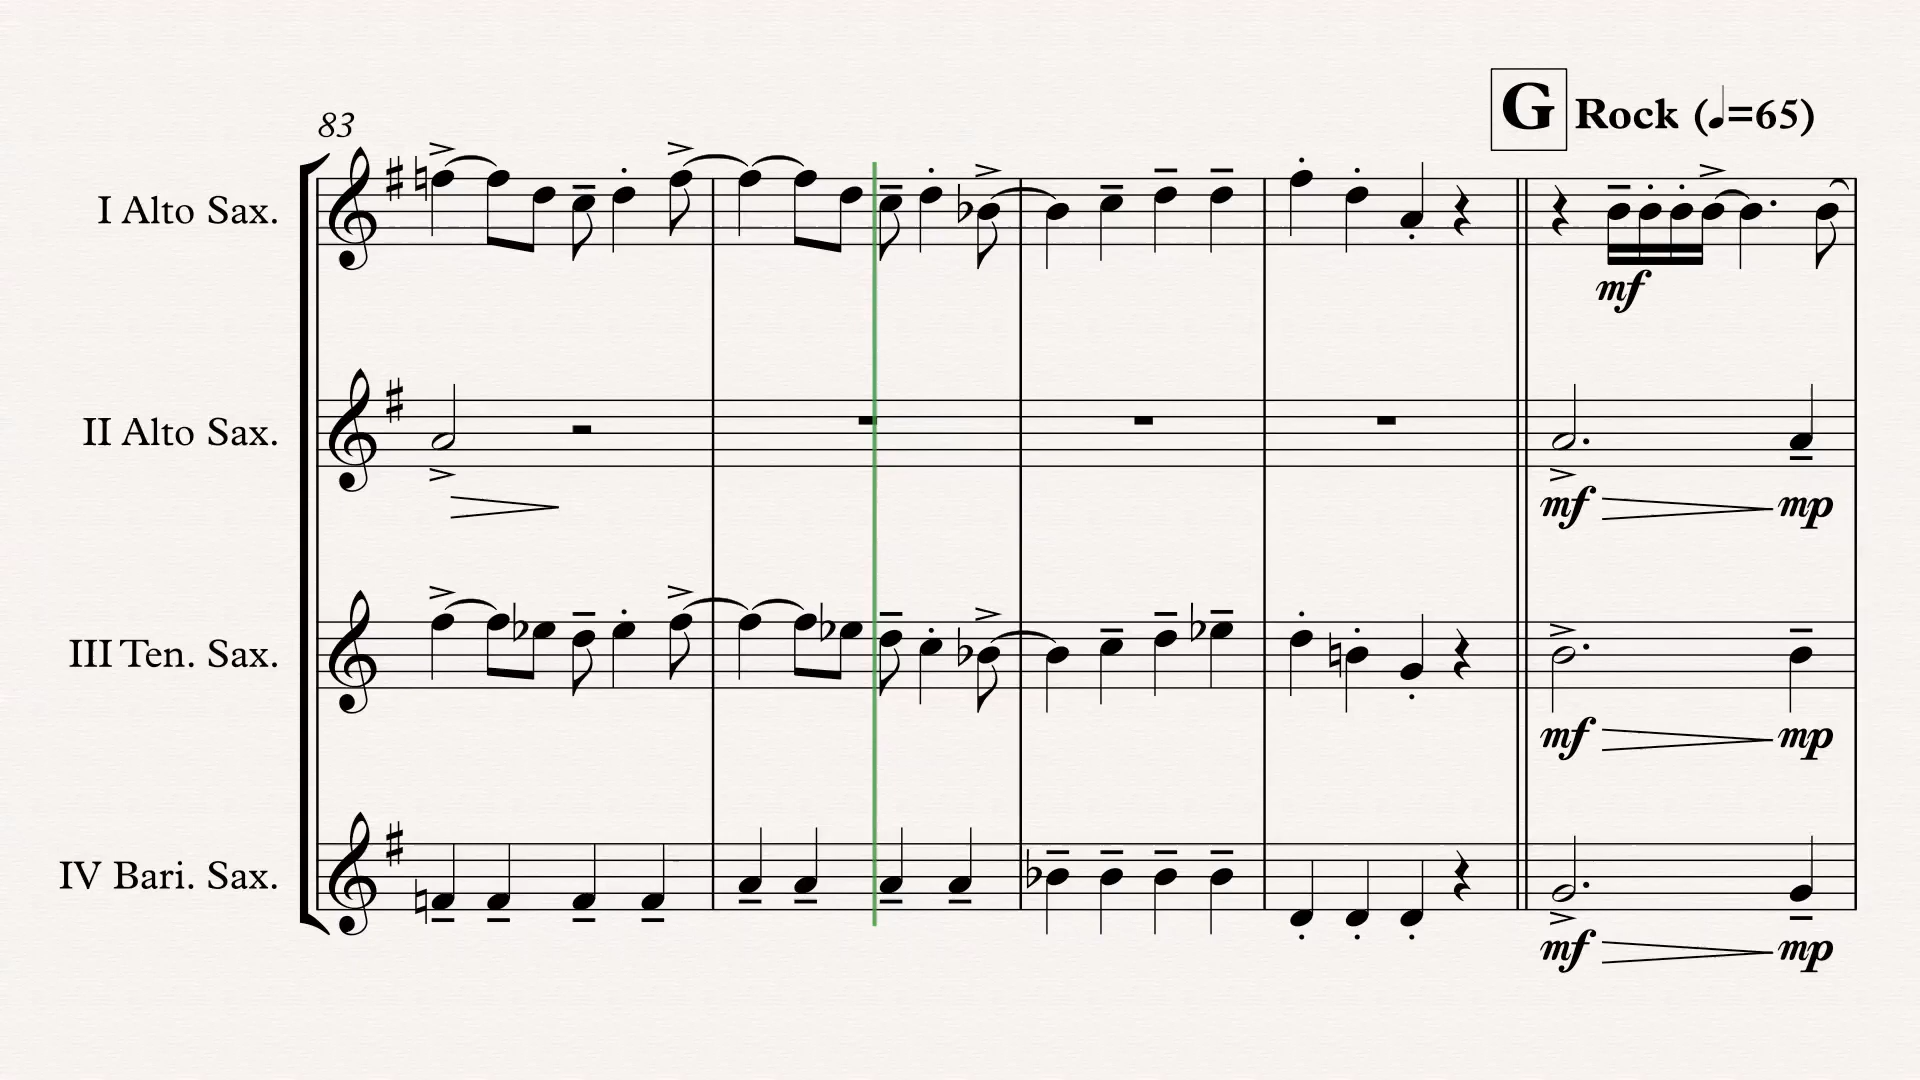 G Rock (♩=65)
83
I Alto Sax.
mf
II Alto Sax.
mf mp
III Ten. Sax.
mf mp
IV Bari. Sax.
mf mp